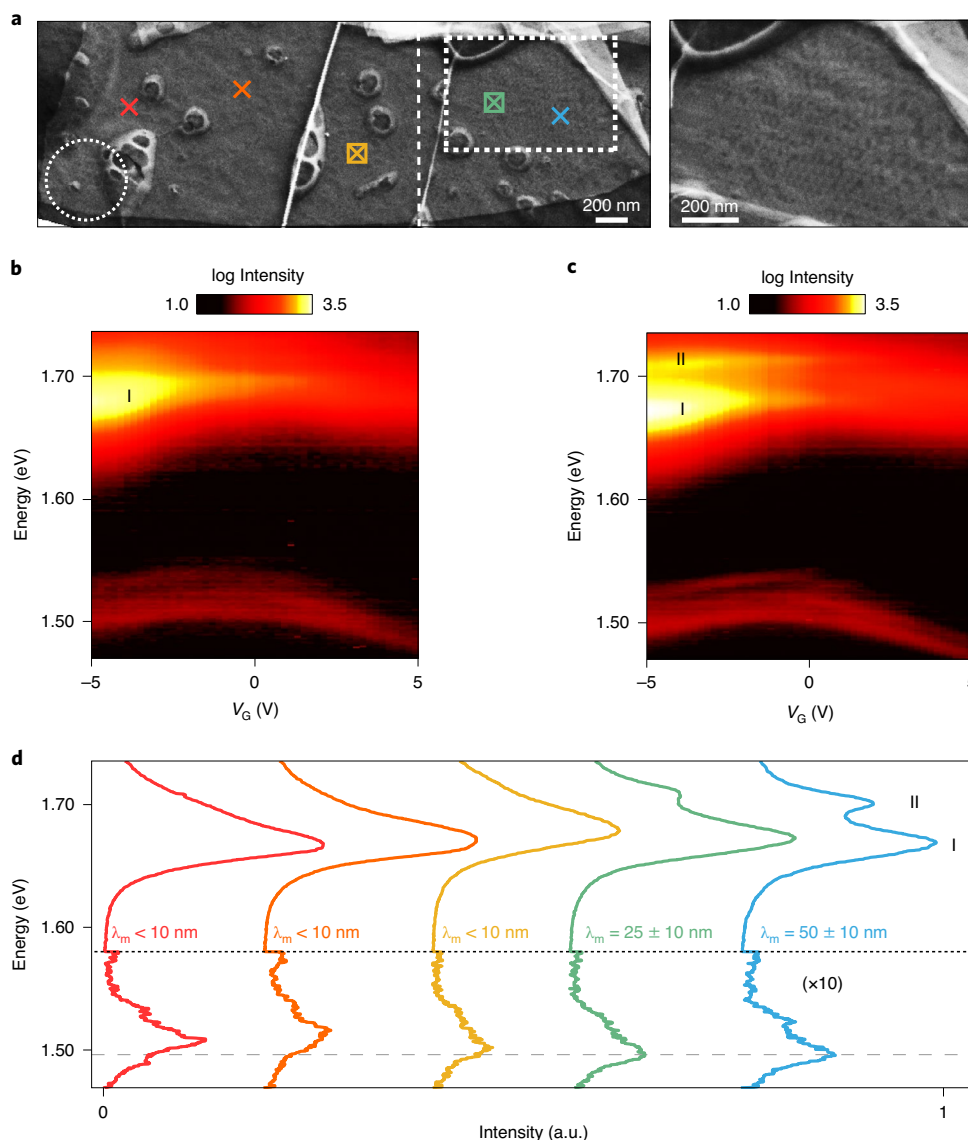 a
200 nm
200 nm
b
log Intensity
1.0
3.5
I
1.70
1.60
1.50
Energy (eV)
–5
0
5
V_G (V)
c
log Intensity
1.0
3.5
II
I
1.70
1.60
1.50
Energy (eV)
–5
0
5
V_G (V)
d
II
I
1.70
1.60
1.50
Energy (eV)
λ_m < 10 nm
λ_m < 10 nm
λ_m < 10 nm
λ_m = 25 ± 10 nm
λ_m = 50 ± 10 nm
(×10)
0
1
Intensity (a.u.)